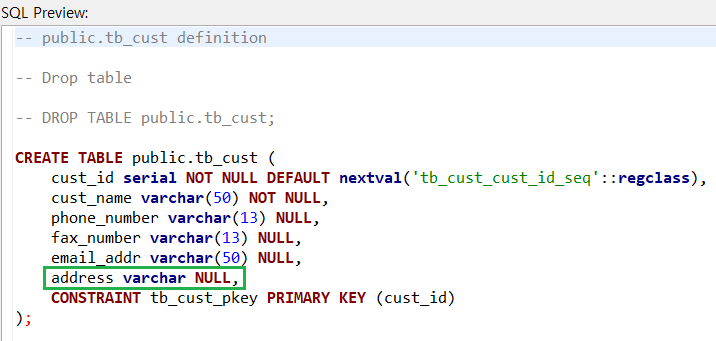 SQL Preview:
-- public.tb_cust definition
-- Drop table
-- DROP TABLE public.tb_cust;
CREATE TABLE public.tb_cust (
cust_id serial NOT NULL DEFAULT nextval('tb_cust_cust_id_seq'::regclass),
cust_name varchar(50) NOT NULL,
phone_number varchar(13) NULL,
fax_number varchar(13) NULL,
email_addr varchar(50) NULL,
address varchar NULL,
CONSTRAINT tb_cust_pkey PRIMARY KEY (cust_id)
);